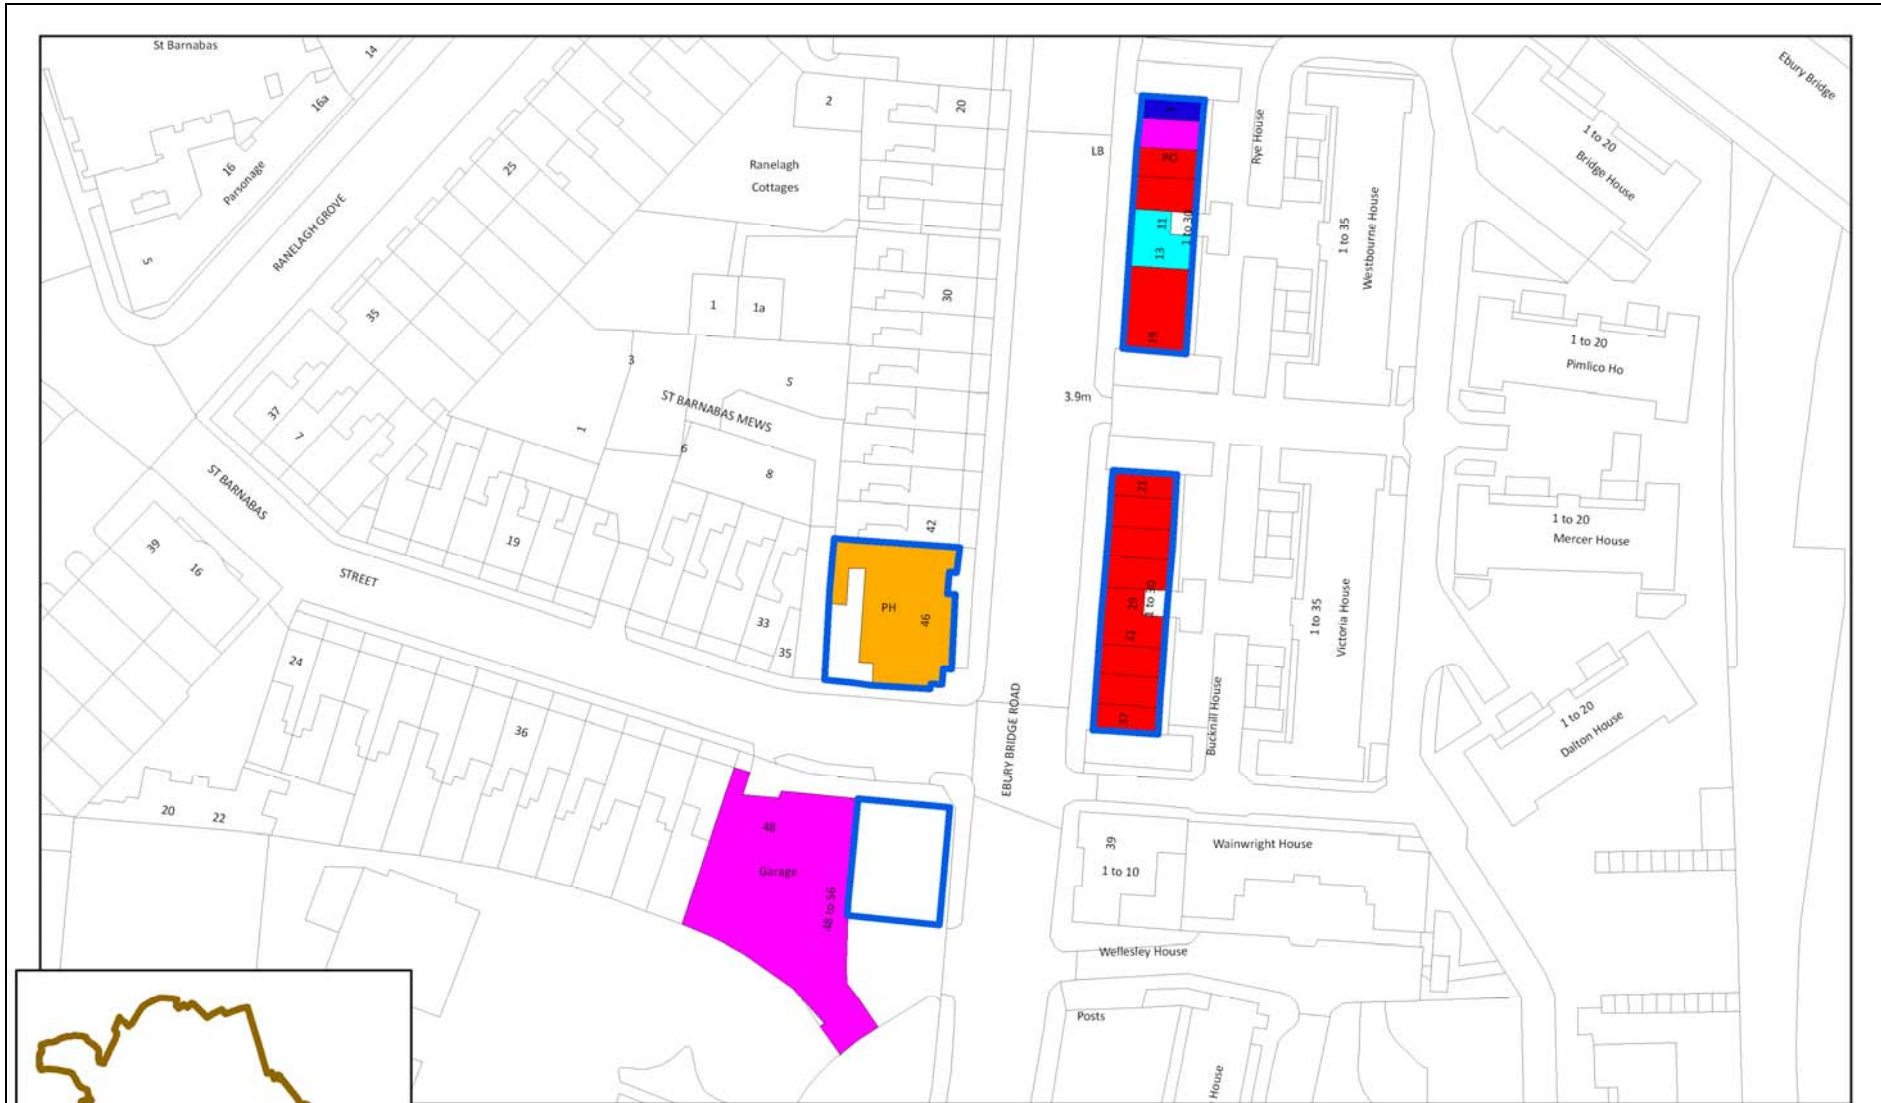 St Barnabas
14
16a
16
Parsonage
5
RANELAGH GROVE
25
35
37
7
2
20
Ranelagh
Cottages
1
1a
30
3
5
ST BARNABAS MEWS
1
6
8
42
19
33
35
ST BARNABAS
STREET
39
16
24
36
20
22
PH
46
48
Garage
48 to 56
EBURY BRIDGE ROAD
LB
3.9m
PO
11
13
1 to 30
19
21
29
1 to 30
31
37
Rye House
1 to 35
Westbourne House
Bucknill House
1 to 35
Victoria House
Ebury Bridge
1 to 20
Bridge House
1 to 20
Pimlico Ho
1 to 20
Mercer House
1 to 20
Dalton House
39
1 to 10
Wainwright House
Wellesley House
Posts
House